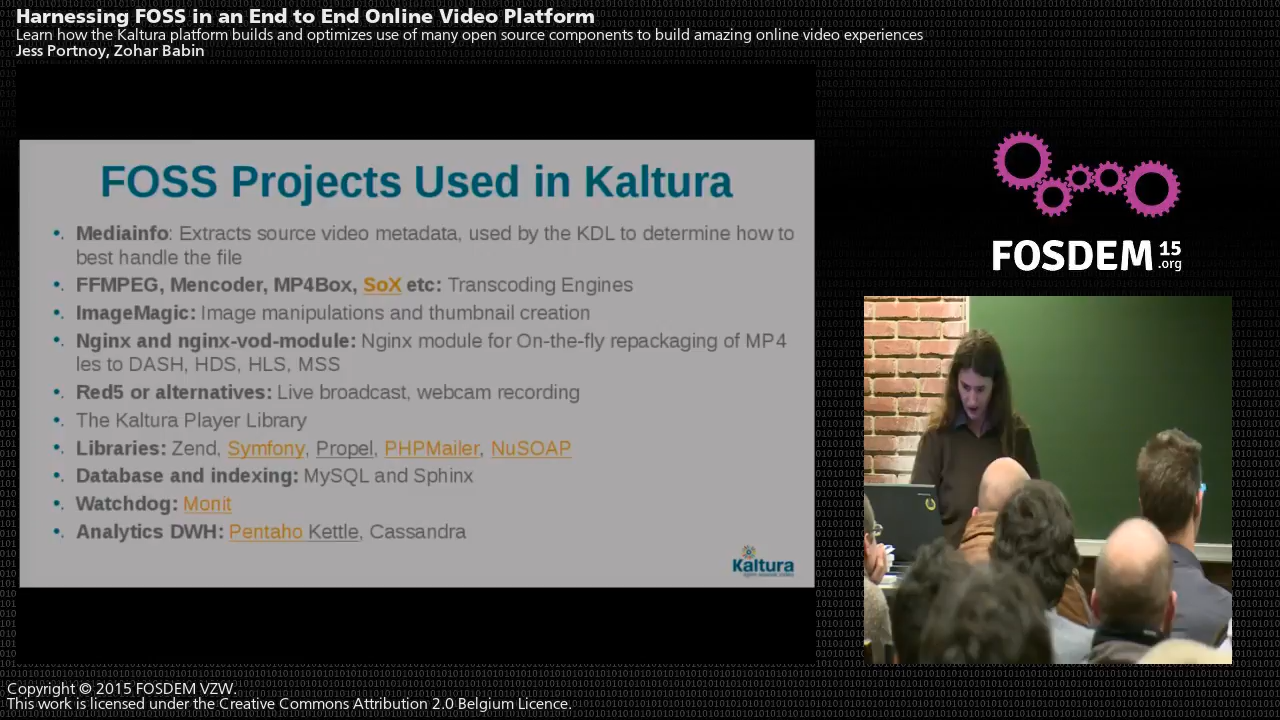 Harnessing FOSS in an End to End Online Video Platform
Learn how the Kaltura platform builds and optimizes use of many open source components to build amazing online video experiences
Jess Portnoy, Zohar Babin
FOSS Projects Used in Kaltura
Mediainfo: Extracts source video metadata, used by the KDL to determine how to
best handle the file
FFMPEG, Mencoder, MP4Box, SoX etc: Transcoding Engines
ImageMagic: Image manipulations and thumbnail creation
Nginx and nginx-vod-module: Nginx module for On-the-fly repackaging of MP4
les to DASH, HDS, HLS, MSS
Red5 or alternatives: Live broadcast, webcam recording
The Kaltura Player Library
Libraries: Zend, Symfony, Propel, PHPMailer, NuSOAP
Database and indexing: MySQL and Sphinx
Watchdog: Monit
Analytics DWH: Pentaho Kettle, Cassandra
Kaltura
FOSDEM 15
.org
Copyright © 2015 FOSDEM VZW.
This work is licensed under the Creative Commons Attribution 2.0 Belgium Licence.